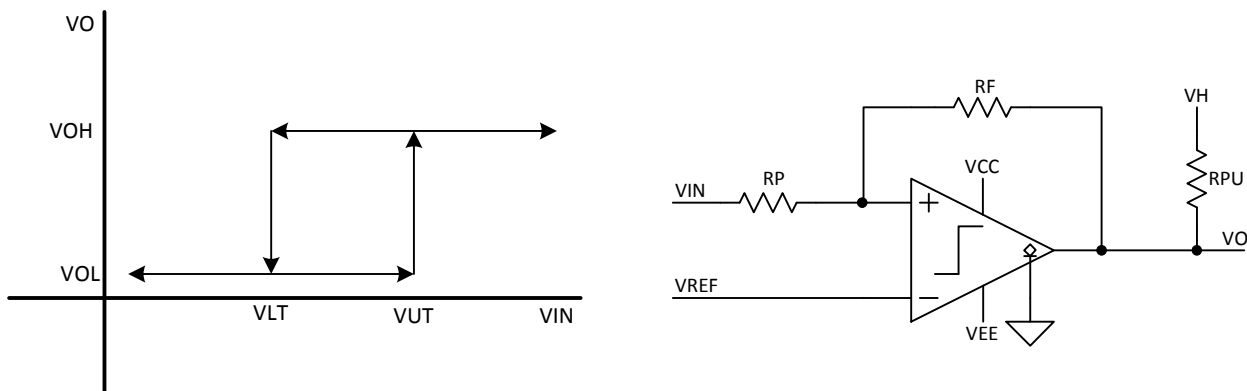 VO
VOH
VOL
VLT
VUT
VIN
RF
VH
VCC
RPU
VIN
RP
VO
VREF
VEE